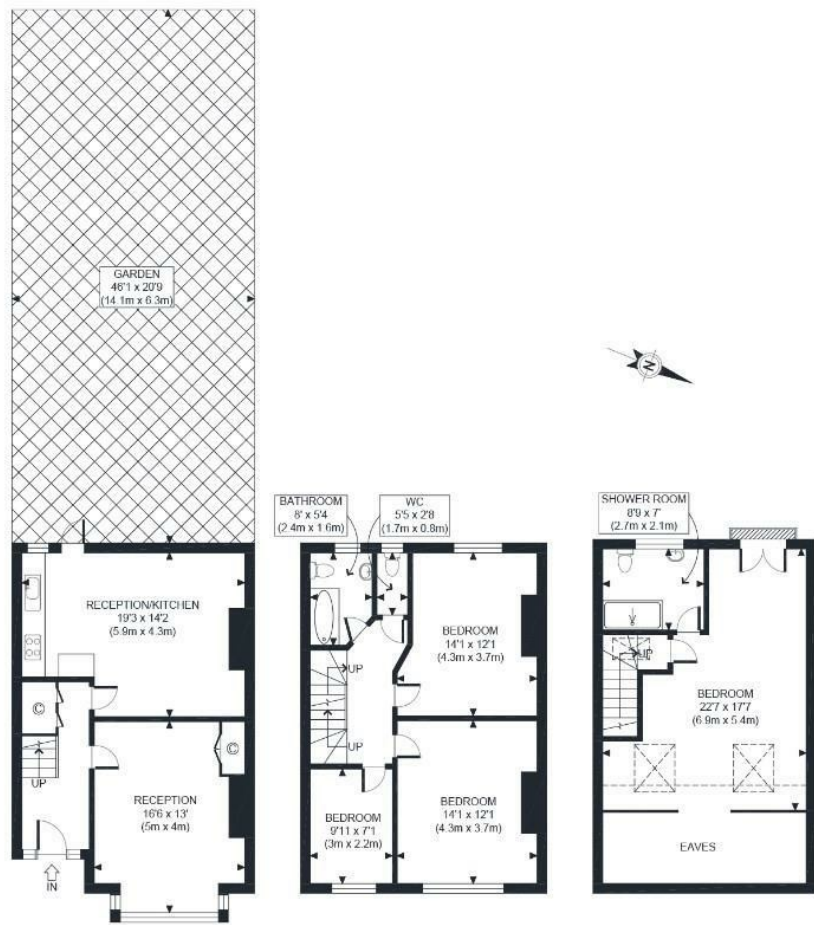 GARDEN
46'1 x 20'9
(14.1m x 6.3m)
N
BATHROOM
8' x 5'4
(2.4m x 1.6m)
WC
5'5 x 2'8
(1.7m x 0.8m)
SHOWER ROOM
8'9 x 7'
(2.7m x 2.1m)
RECEPTION/KITCHEN
19'3 x 14'2
(5.9m x 4.3m)
C
UP
C
RECEPTION
16'6 x 13'
(5m x 4m)
IN
BEDROOM
14'1 x 12'1
(4.3m x 3.7m)
UP
UP
BEDROOM
9'11 x 7'1
(3m x 2.2m)
BEDROOM
14'1 x 12'1
(4.3m x 3.7m)
UP
BEDROOM
22'7 x 17'7
(6.9m x 5.4m)
EAVES